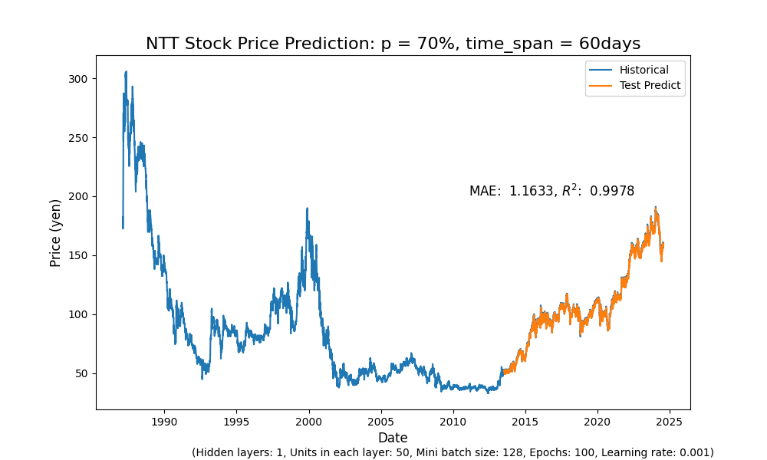 NTT Stock Price Prediction: p = 70%, time_span = 60days
Historical
Test Predict
MAE:  1.1633, R²:  0.9978
Price (yen)
300
250
200
150
100
50
1990
1995
2000
2005
2010
2015
2020
2025
Date
(Hidden layers: 1, Units in each layer: 50, Mini batch size: 128, Epochs: 100, Learning rate: 0.001)